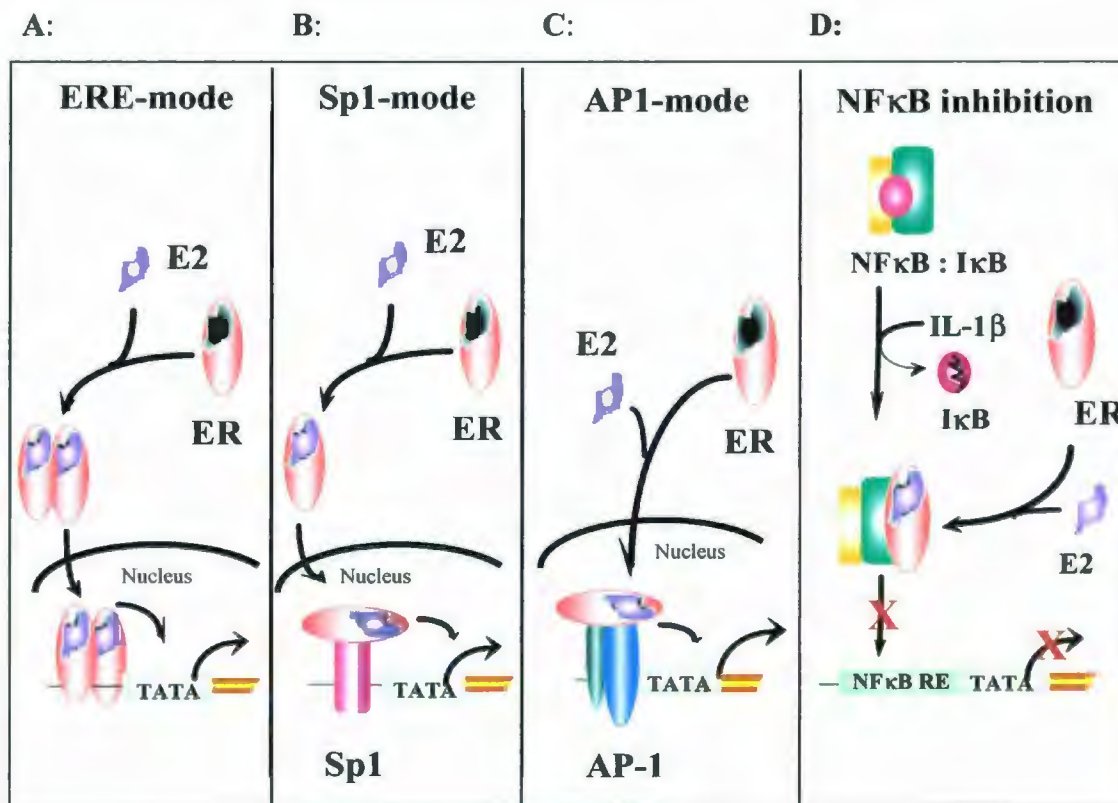 A:
B:
C:
D:
ERE-mode
E2
ER
Nucleus
TATA
Sp1-mode
E2
ER
Nucleus
TATA
Sp1
AP1-mode
E2
ER
Nucleus
TATA
AP-1
NFκB inhibition
NFκB : IκB
IL-1β
IκB
ER
E2
X
NFκB RE
TATA
X